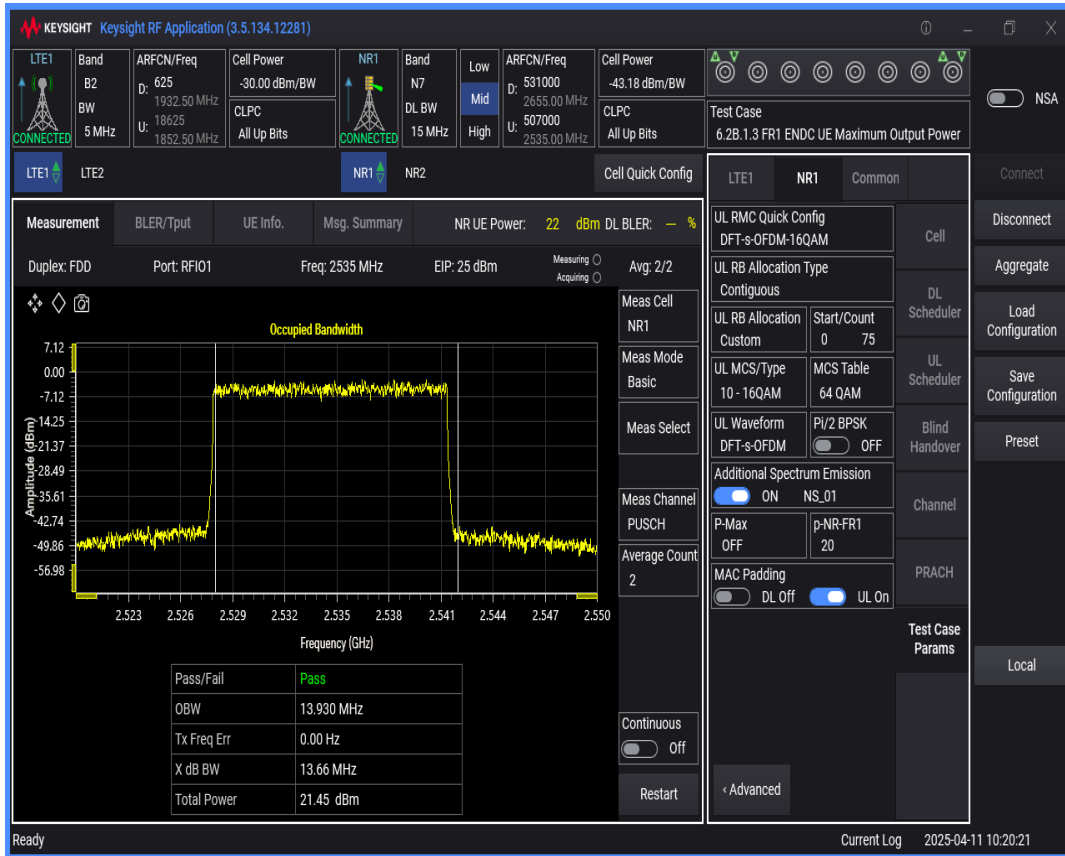 KEYSIGHT Keysight RF Application (3.5.134.12281)
LTE1
CONNECTED
Band
B2
BW
5 MHz
ARFCN/Freq
D: 625
1932.50 MHz
U: 18625
1852.50 MHz
Cell Power
-30.00 dBm/BW
CLPC
All Up Bits
NR1
CONNECTED
Band
N7
DL BW
15 MHz
Low
Mid
High
ARFCN/Freq
D: 531000
2655.00 MHz
U: 507000
2535.00 MHz
Cell Power
-43.18 dBm/BW
CLPC
All Up Bits
Test Case
6.2B.1.3 FR1 ENDC UE Maximum Output Power
NSA
LTE1 LTE2 NR1 NR2 Cell Quick Config
Measurement BLER/Tput UE Info. Msg. Summary NR UE Power: 22 dBm DL BLER: --- %
Duplex: FDD Port: RFIO1 Freq: 2535 MHz EIP: 25 dBm Measuring Avg: 2/2
Acquiring
Occupied Bandwidth
Amplitude (dBm)
7.12
0.00
-7.12
-14.25
-21.37
-28.49
-35.61
-42.74
-49.86
-56.98
2.523 2.526 2.529 2.532 2.535 2.538 2.541 2.544 2.547 2.550
Frequency (GHz)
Pass/Fail Pass
OBW 13.930 MHz
Tx Freq Err 0.00 Hz
X dB BW 13.66 MHz
Total Power 21.45 dBm
Meas Cell
NR1
Meas Mode
Basic
Meas Select
Meas Channel
PUSCH
Average Count
2
Continuous
Off
Restart
LTE1 NR1 Common
UL RMC Quick Config
DFT-s-OFDM-16QAM
UL RB Allocation Type
Contiguous
UL RB Allocation
Custom
Start/Count
0 75
UL MCS/Type
10 - 16QAM
MCS Table
64 QAM
UL Waveform
DFT-s-OFDM
Pi/2 BPSK
OFF
Additional Spectrum Emission
ON NS_01
P-Max
OFF
p-NR-FR1
20
MAC Padding
DL Off UL On
‹ Advanced
Cell
DL
Scheduler
UL
Scheduler
Blind
Handover
Channel
PRACH
Test Case
Params
Connect
Disconnect
Aggregate
Load
Configuration
Save
Configuration
Preset
Local
Ready Current Log 2025-04-11 10:20:21